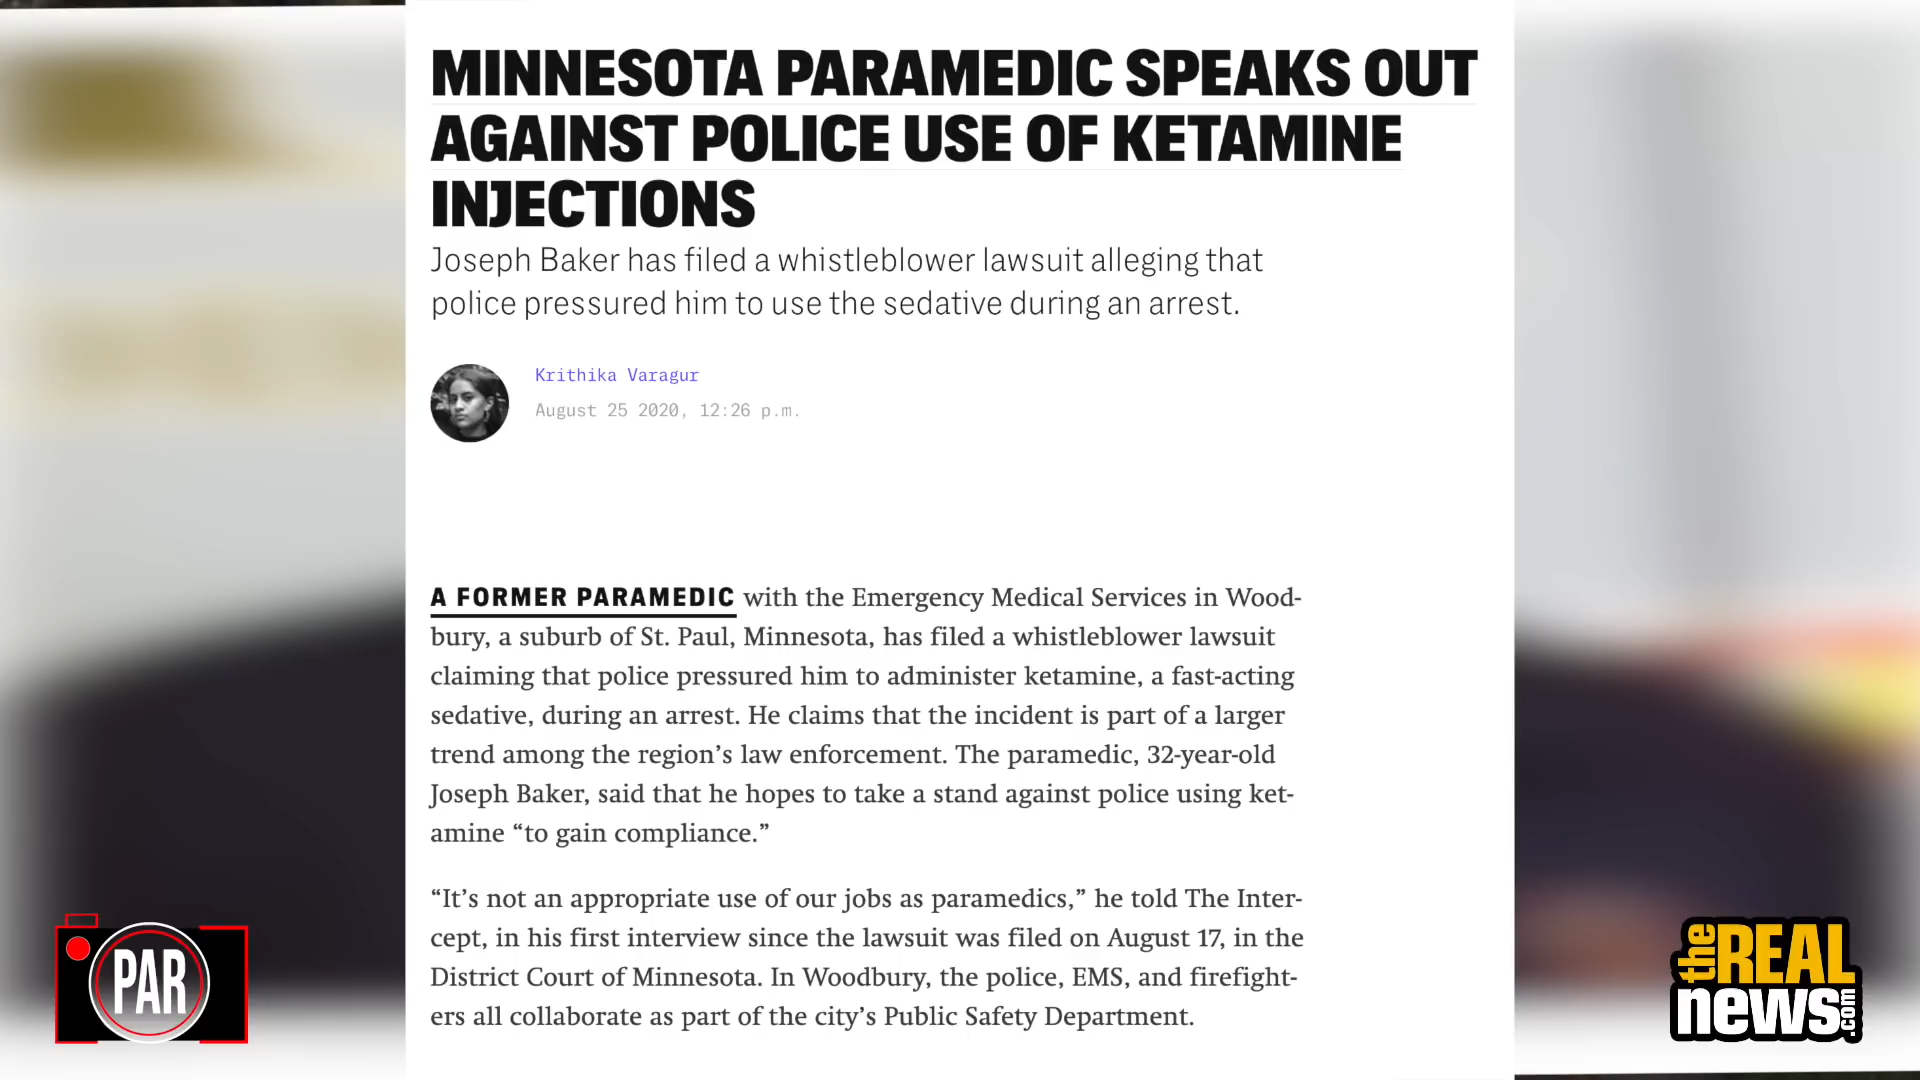 MINNESOTA PARAMEDIC SPEAKS OUT
AGAINST POLICE USE OF KETAMINE
INJECTIONS
Joseph Baker has filed a whistleblower lawsuit alleging that
police pressured him to use the sedative during an arrest.
Krithika Varagur
August 25 2020, 12:26 p.m.
A FORMER PARAMEDIC with the Emergency Medical Services in Wood-
bury, a suburb of St. Paul, Minnesota, has filed a whistleblower lawsuit
claiming that police pressured him to administer ketamine, a fast-acting
sedative, during an arrest. He claims that the incident is part of a larger
trend among the region’s law enforcement. The paramedic, 32-year-old
Joseph Baker, said that he hopes to take a stand against police using ket-
amine “to gain compliance.”
“It’s not an appropriate use of our jobs as paramedics,” he told The Inter-
cept, in his first interview since the lawsuit was filed on August 17, in the
District Court of Minnesota. In Woodbury, the police, EMS, and firefight-
ers all collaborate as part of the city’s Public Safety Department.
PAR
the REAL
news.com